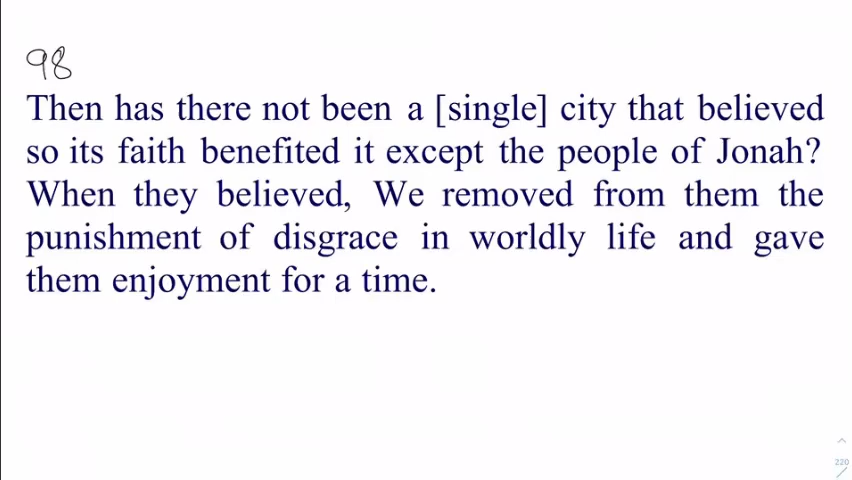 98
Then has there not been a [single] city that believed
so its faith benefited it except the people of Jonah?
When they believed, We removed from them the
punishment of disgrace in worldly life and gave
them enjoyment for a time.
220